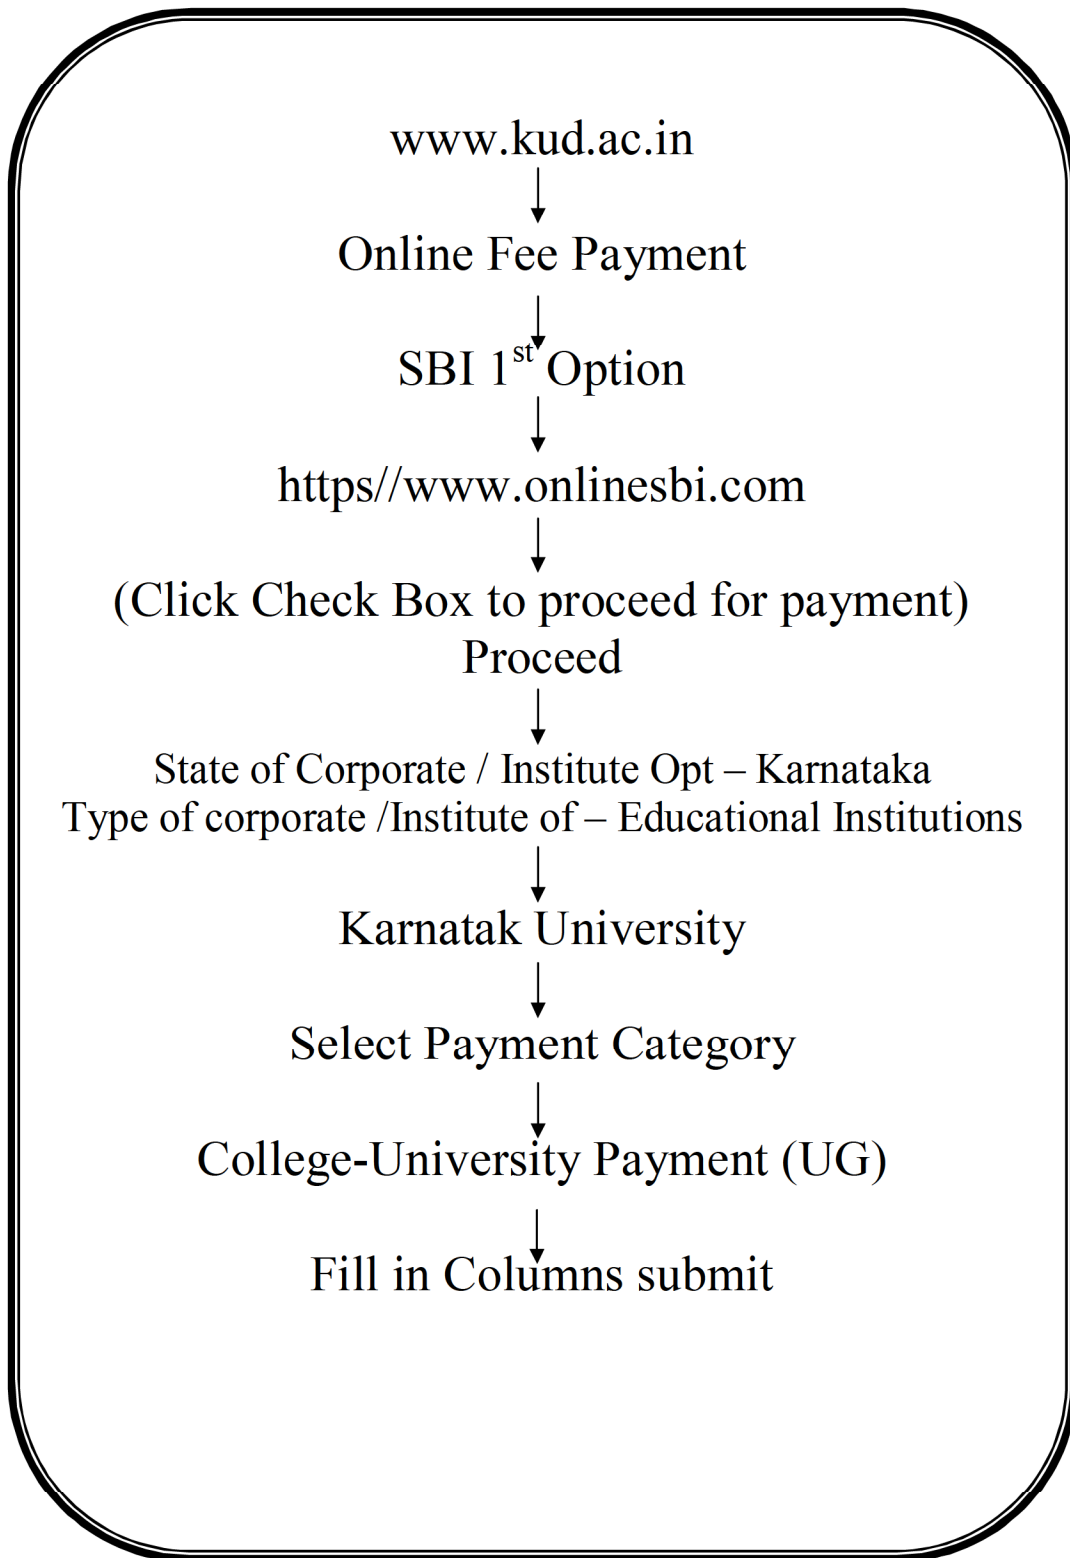 www.kud.ac.in
Online Fee Payment
SBI 1st Option
https//www.onlinesbi.com
(Click Check Box to proceed for payment)
Proceed
State of Corporate / Institute Opt – Karnataka
Type of corporate /Institute of – Educational Institutions
Karnatak University
Select Payment Category
College-University Payment (UG)
Fill in Columns submit